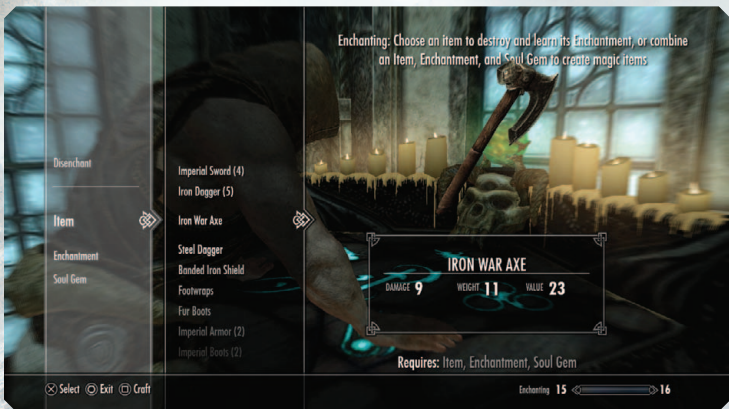 Enchanting: Choose an item to destroy and learn its Enchantment, or combine
an Item, Enchantment, and Soul Gem to create magic items
Disenchant
Item
Enchantment
Soul Gem
Imperial Sword (4)
Iron Dagger (5)
Iron War Axe
Steel Dagger
Banded Iron Shield
Footwraps
Fur Boots
Imperial Armor (2)
Imperial Boots (2)
IRON WAR AXE
DAMAGE 9 WEIGHT 11 VALUE 23
Requires: Item, Enchantment, Soul Gem
Select Exit Craft
Enchanting 15 16